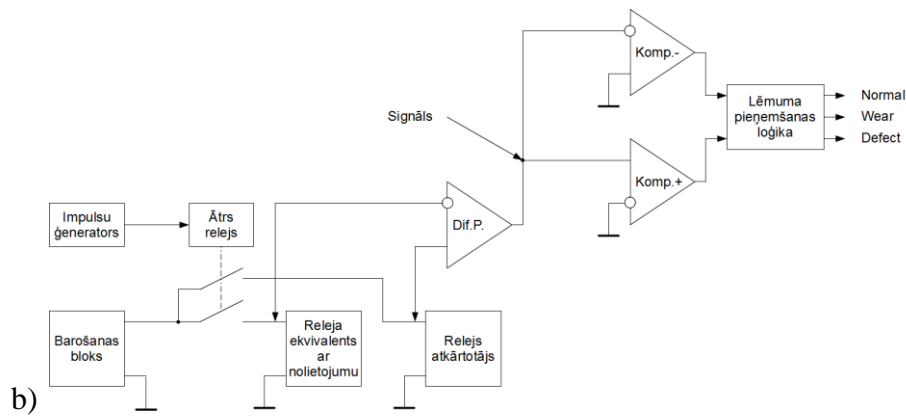 Komp.-
Lēmuma
pieņemšanas
loģika
Normal
Wear
Defect
Signāls
Komp.+
Dif.P.
Impulsu
ģenerators
Ātrs
relejs
Barošanas
bloks
Releja
ekvivalents
ar
nolietojumu
Relejs
atkārtotājs
b)